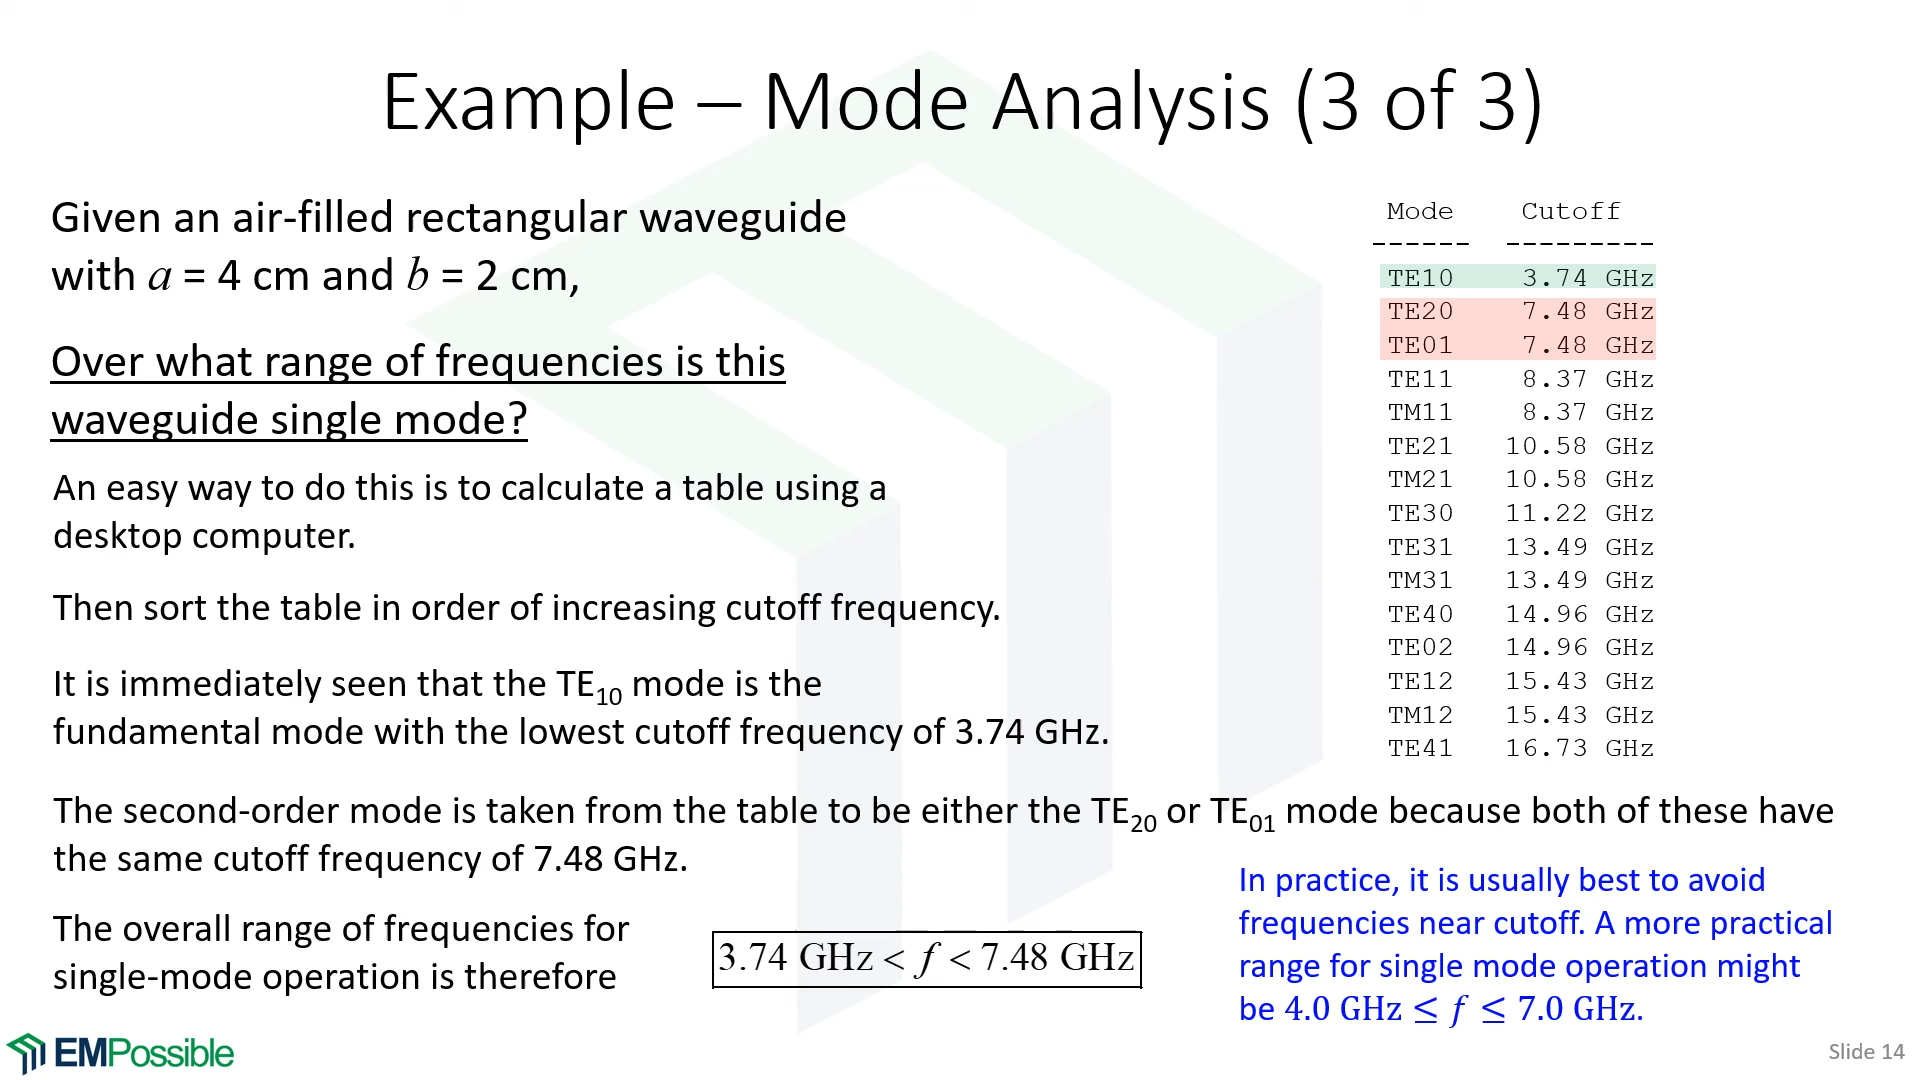 Example – Mode Analysis (3 of 3)
Given an air-filled rectangular waveguide
with a = 4 cm and b = 2 cm,
Over what range of frequencies is this
waveguide single mode?
An easy way to do this is to calculate a table using a
desktop computer.
Then sort the table in order of increasing cutoff frequency.
It is immediately seen that the TE₁₀ mode is the
fundamental mode with the lowest cutoff frequency of 3.74 GHz.
Mode Cutoff
------ ---------
TE10 3.74 GHz
TE20 7.48 GHz
TE01 7.48 GHz
TE11 8.37 GHz
TM11 8.37 GHz
TE21 10.58 GHz
TM21 10.58 GHz
TE30 11.22 GHz
TE31 13.49 GHz
TM31 13.49 GHz
TE40 14.96 GHz
TE02 14.96 GHz
TE12 15.43 GHz
TM12 15.43 GHz
TE41 16.73 GHz
The second-order mode is taken from the table to be either the TE₂₀ or TE₀₁ mode because both of these have
the same cutoff frequency of 7.48 GHz.
The overall range of frequencies for
single-mode operation is therefore
3.74 GHz < f < 7.48 GHz
In practice, it is usually best to avoid
frequencies near cutoff. A more practical
range for single mode operation might
be 4.0 GHz ≤ f ≤ 7.0 GHz.
EMPossible
Slide 14